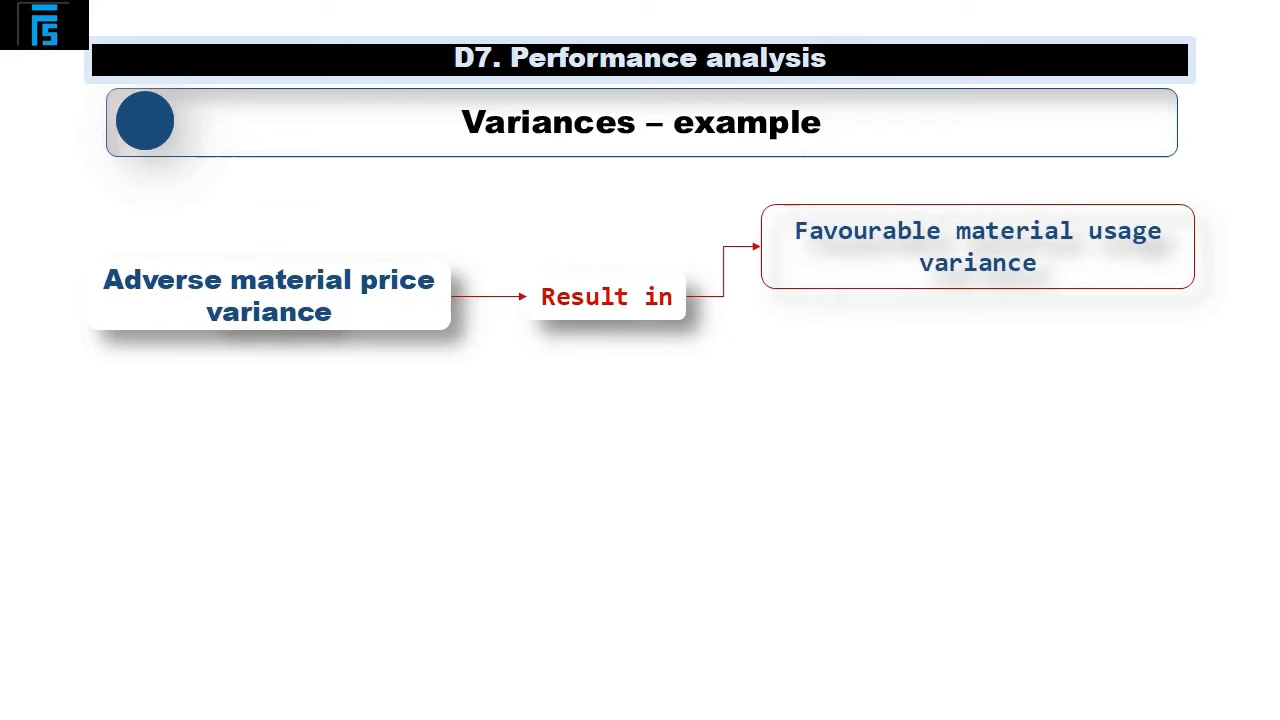 D7. Performance analysis
Variances – example
Favourable material usage
variance
Adverse material price
variance
Result in